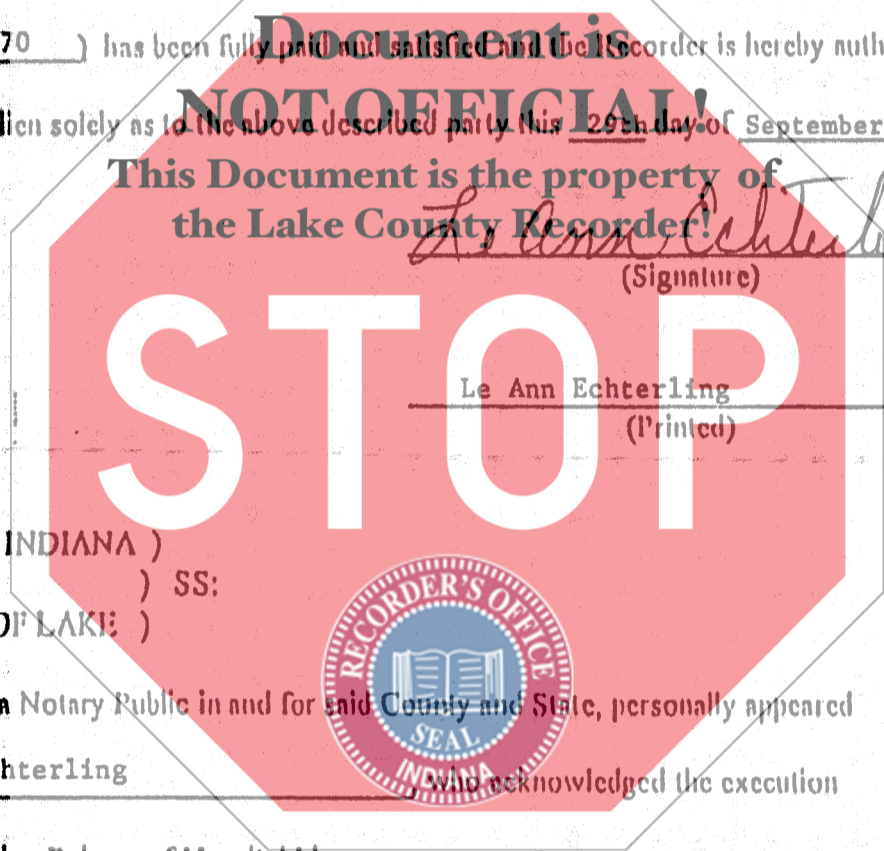 Document is
70 ) has been fully paid and satisfied and the Recorder is hereby auth
NOT OFFICIAL!
lien solely as to the above described party this 29th day of September
This Document is the property of
the Lake County Recorder!
Le Ann Echterli
(Signature)
STOP
Le Ann Echterling
(Printed)
INDIANA )
) SS:
OF LAKE )
RECORDER'S OFFICE
a Notary Public in and for said County and State, personally appeared
SEAL
INDIANA
hterling , who acknowledged the execution